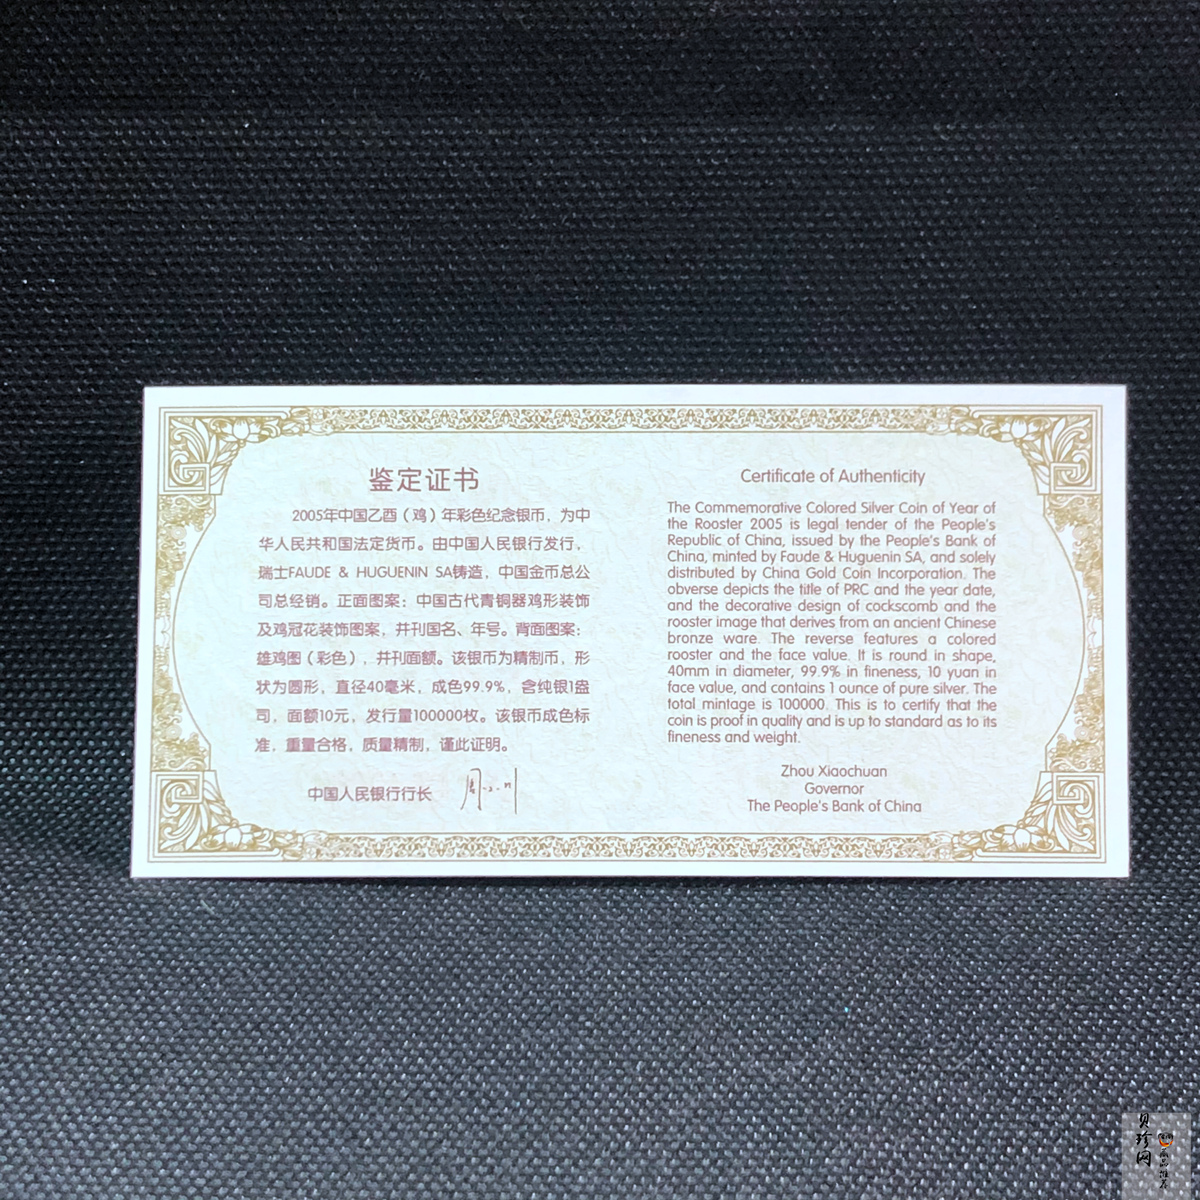 鉴定证书
2005年中国乙酉（鸡）年彩色纪念银币，为中
华人民共和国法定货币。由中国人民银行发行，
瑞士FAUDE & HUGUENIN SA铸造，中国金币总公
司总经销。正面图案：中国古代青铜器鸡形装饰
及鸡冠花装饰图案，并刊国名、年号。背面图案：
雄鸡图（彩色），并刊面额。该银币为精制币，形
状为圆形，直径40毫米，成色99.9%，含纯银1盎
司，面额10元，发行量100000枚。该银币成色标
准，重量合格，质量精制，谨此证明。
中国人民银行行长
Certificate of Authenticity
The Commemorative Colored Silver Coin of Year of
the Rooster 2005 is legal tender of the People's
Republic of China, issued by the People's Bank of
China, minted by Faude & Huguenin SA, and solely
distributed by China Gold Coin Incorporation. The
obverse depicts the title of PRC and the year date,
and the decorative design of cockscomb and the
rooster image that derives from an ancient Chinese
bronze ware. The reverse features a colored
rooster and the face value. It is round in shape,
40mm in diameter, 99.9% in fineness, 10 yuan in
face value, and contains 1 ounce of pure silver. The
total mintage is 100000. This is to certify that the
coin is proof in quality and is up to standard as to its
fineness and weight.
Zhou Xiaochuan
Governor
The People's Bank of China
贝珍网